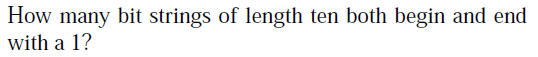 How many bit strings of length ten both begin and end
with a 1?